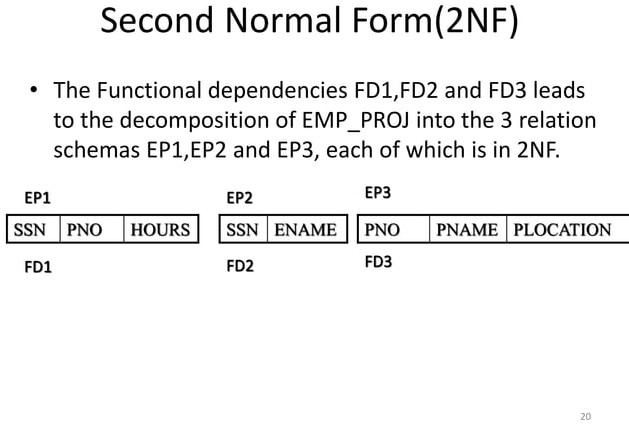 Second Normal Form(2NF)
• The Functional dependencies FD1,FD2 and FD3 leads
to the decomposition of EMP_PROJ into the 3 relation
schemas EP1,EP2 and EP3, each of which is in 2NF.
EP1 EP2 EP3
SSN PNO HOURS SSN ENAME PNO PNAME PLOCATION
FD1 FD2 FD3
20